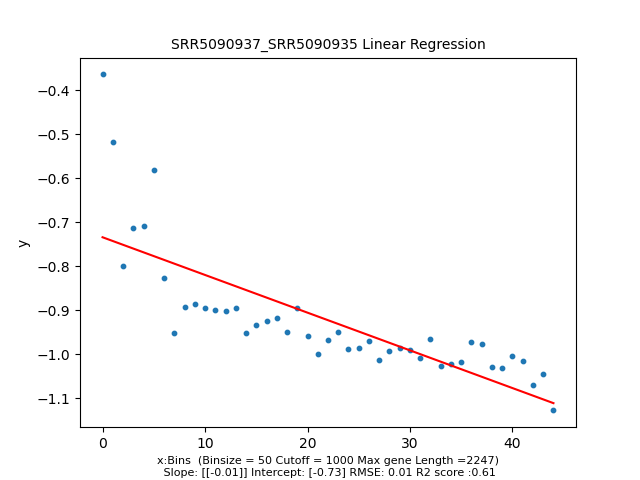 SRR5090937_SRR5090935 Linear Regression
−0.4
−0.5
−0.6
−0.7
−0.8
−0.9
−1.0
−1.1
y
0 10 20 30 40
x:Bins  (Binsize = 50 Cutoff = 1000 Max gene Length =2247)
Slope: [[-0.01]] Intercept: [-0.73] RMSE: 0.01 R2 score :0.61